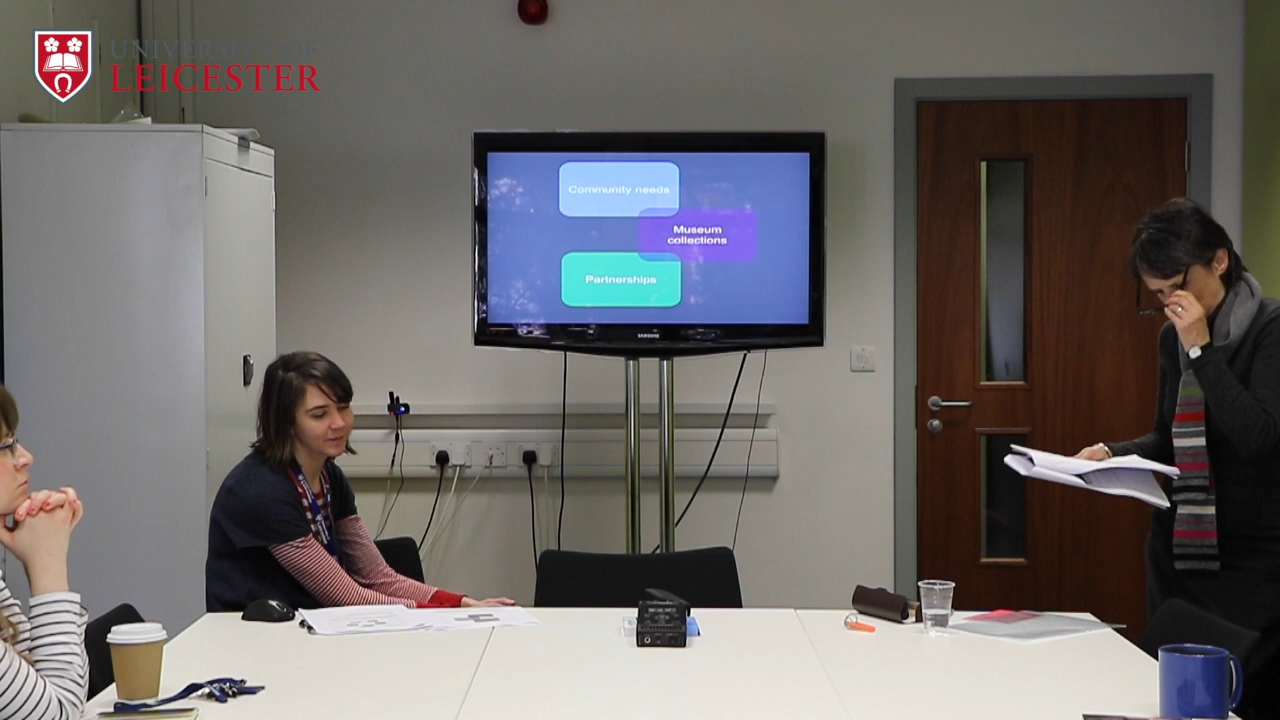 UNIVERSITY OF
LEICESTER
Community needs
Museum
collections
Partnerships
SAMSUNG